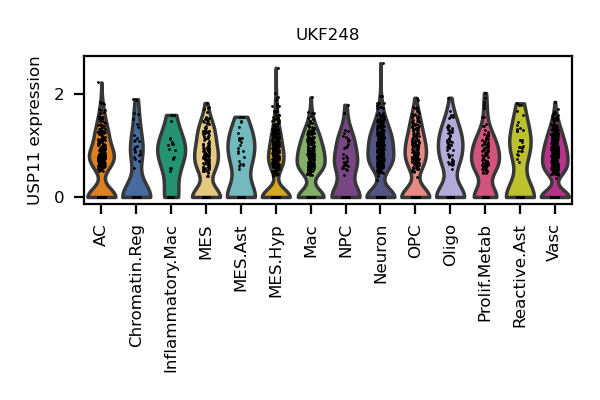 UKF248
USP11 expression
2
0
AC
Chromatin.Reg
Inflammatory.Mac
MES
MES.Ast
MES.Hyp
Mac
NPC
Neuron
OPC
Oligo
Prolif.Metab
Reactive.Ast
Vasc